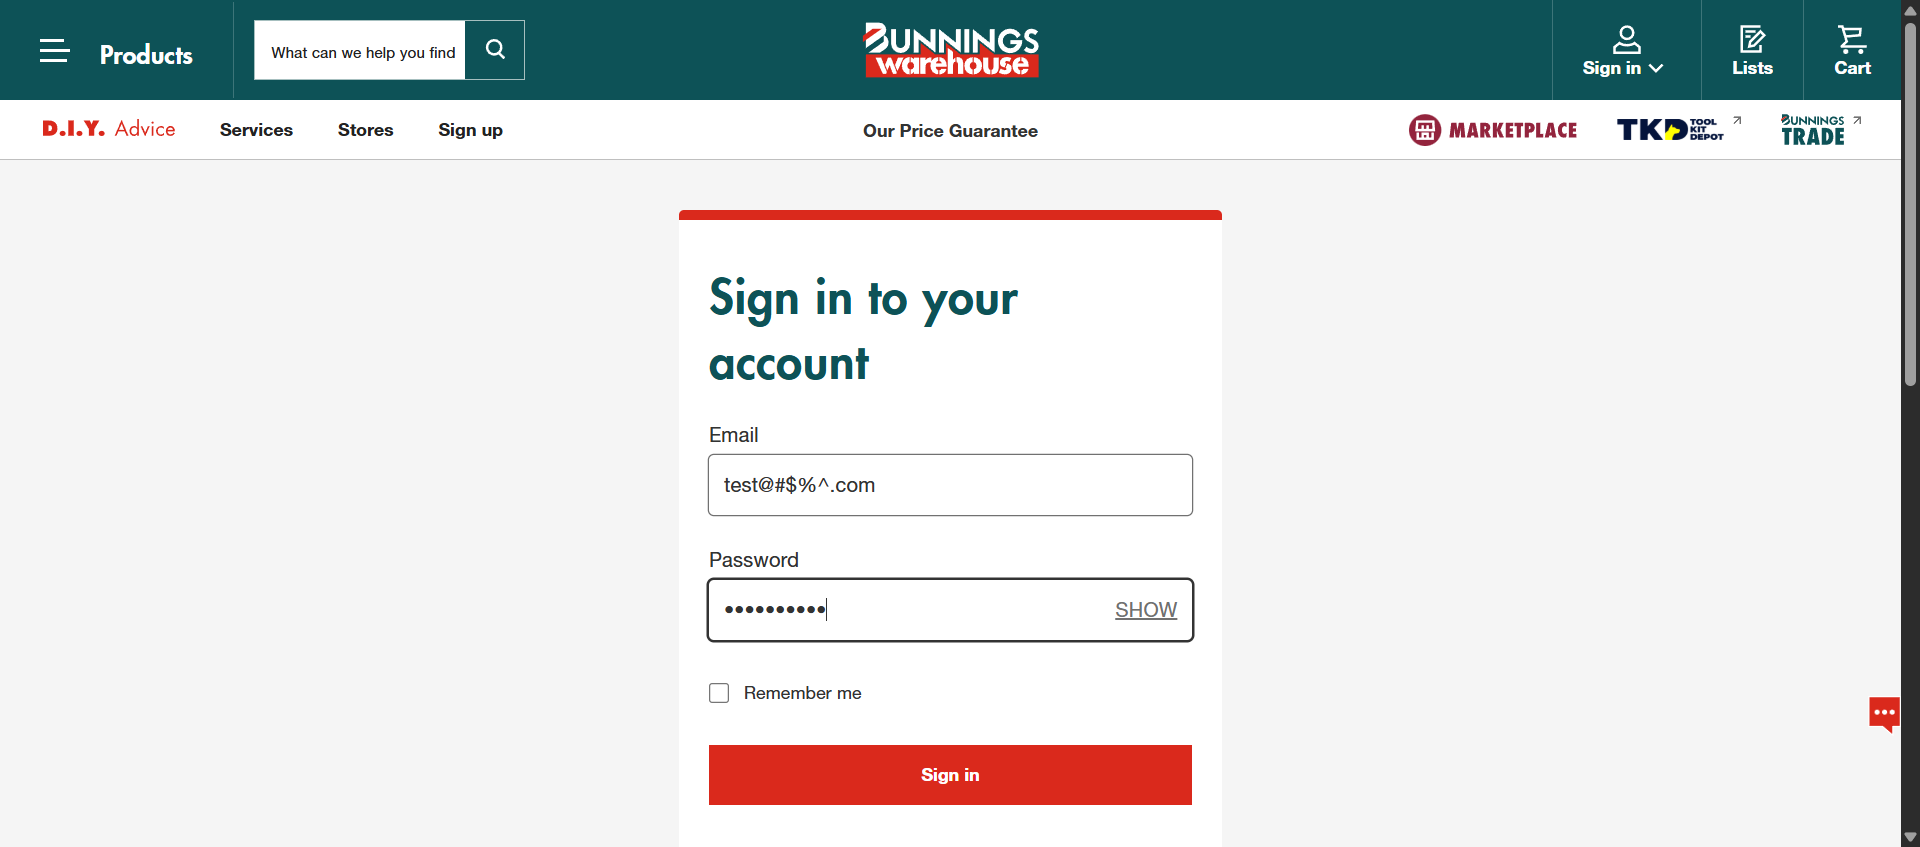 Products
What can we help you find
BUNNINGS
warehouse
Sign in
Lists
Cart
D.I.Y. Advice
Services
Stores
Sign up
Our Price Guarantee
MARKETPLACE
TKD TOOL KIT DEPOT
BUNNINGS
TRADE
Sign in to your
account
Email
test@#$%^.com
Password
••••••••••
SHOW
Remember me
Sign in